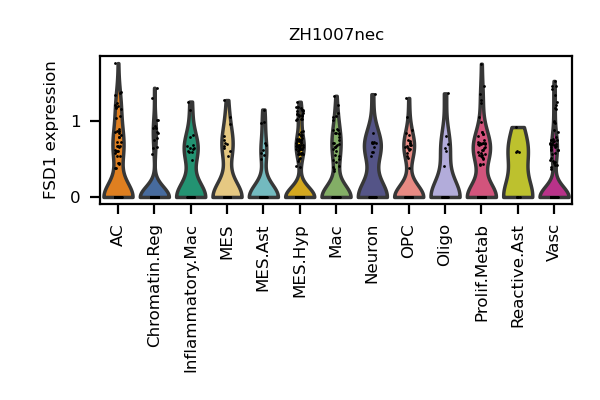 ZH1007nec
FSD1 expression
1
0
AC
Chromatin.Reg
Inflammatory.Mac
MES
MES.Ast
MES.Hyp
Mac
Neuron
OPC
Oligo
Prolif.Metab
Reactive.Ast
Vasc